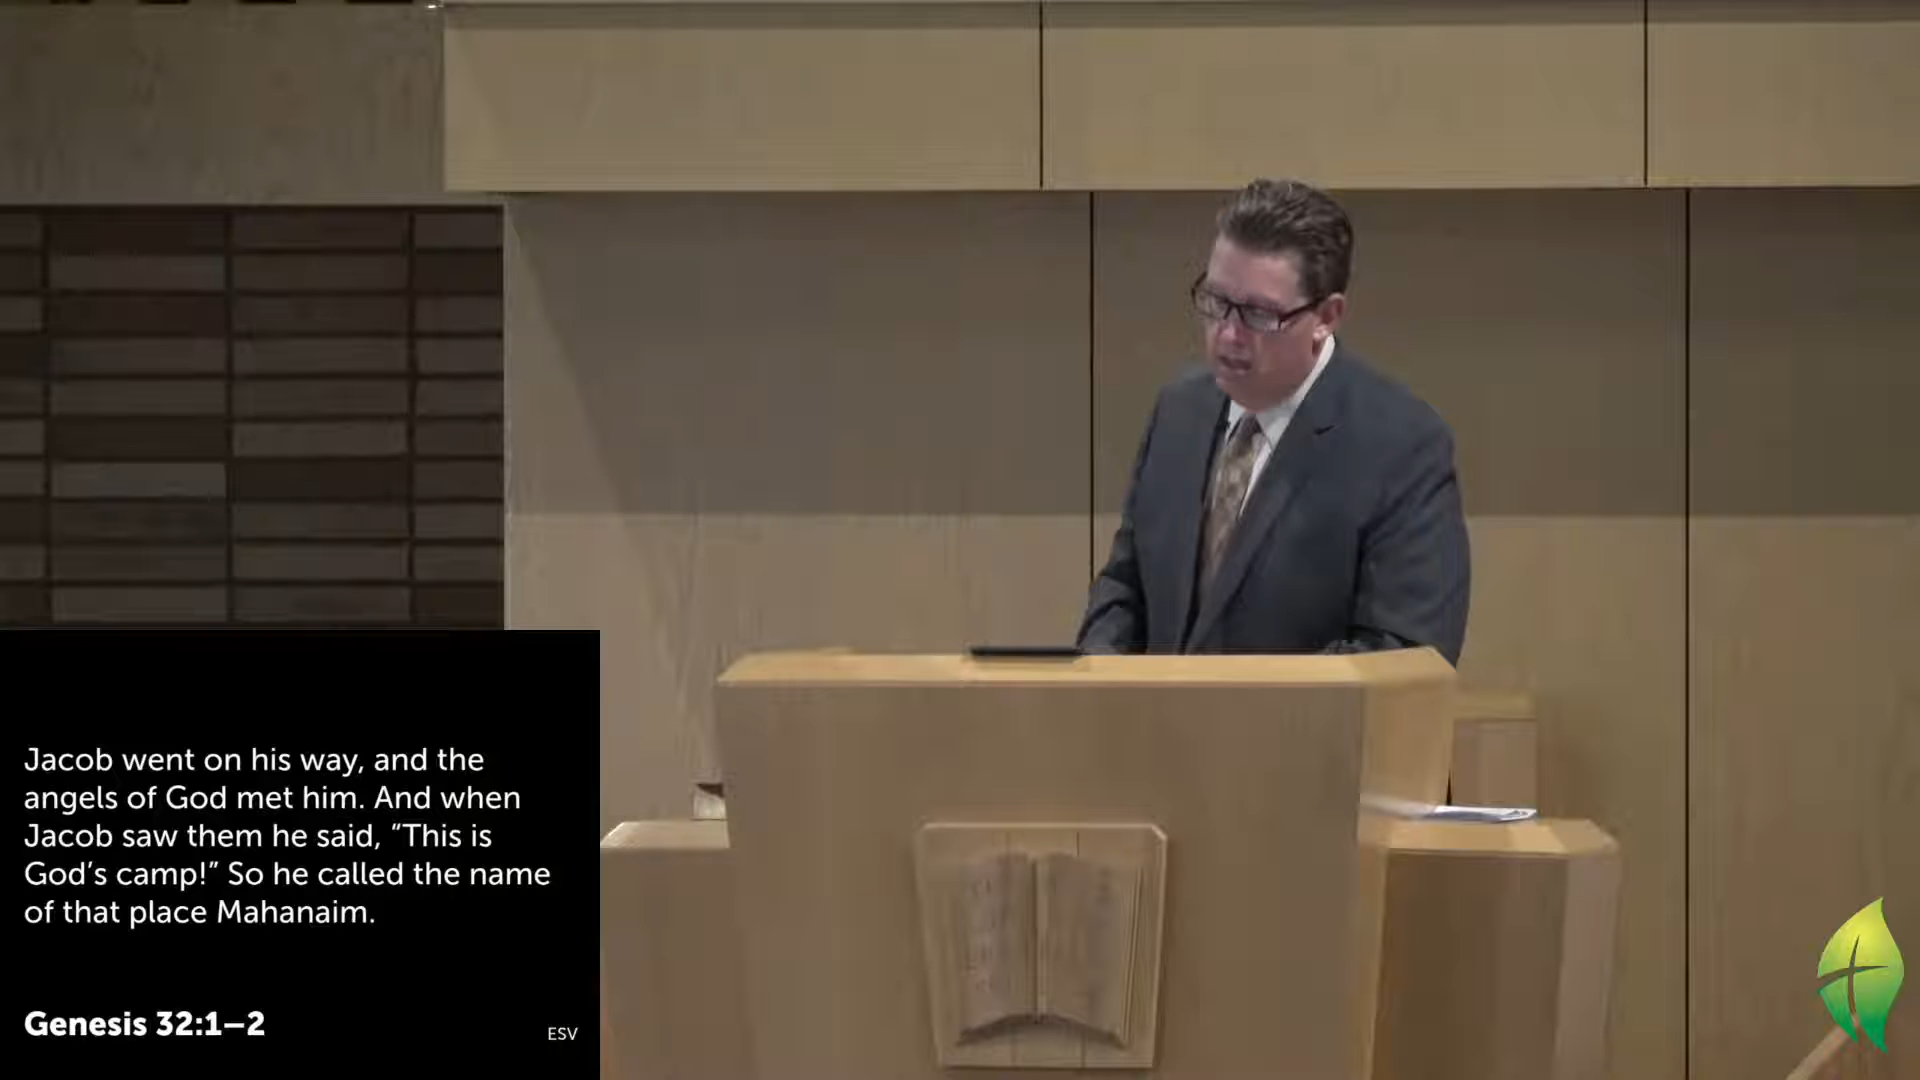 Jacob went on his way, and the
angels of God met him. And when
Jacob saw them he said, “This is
God’s camp!” So he called the name
of that place Mahanaim.
Genesis 32:1–2
ESV